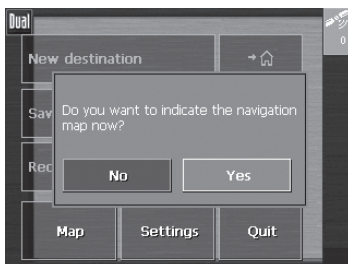 Dual
0
New destination
Sav
Do you want to indicate the navigation
map now?
Rec
No
Yes
Map
Settings
Quit